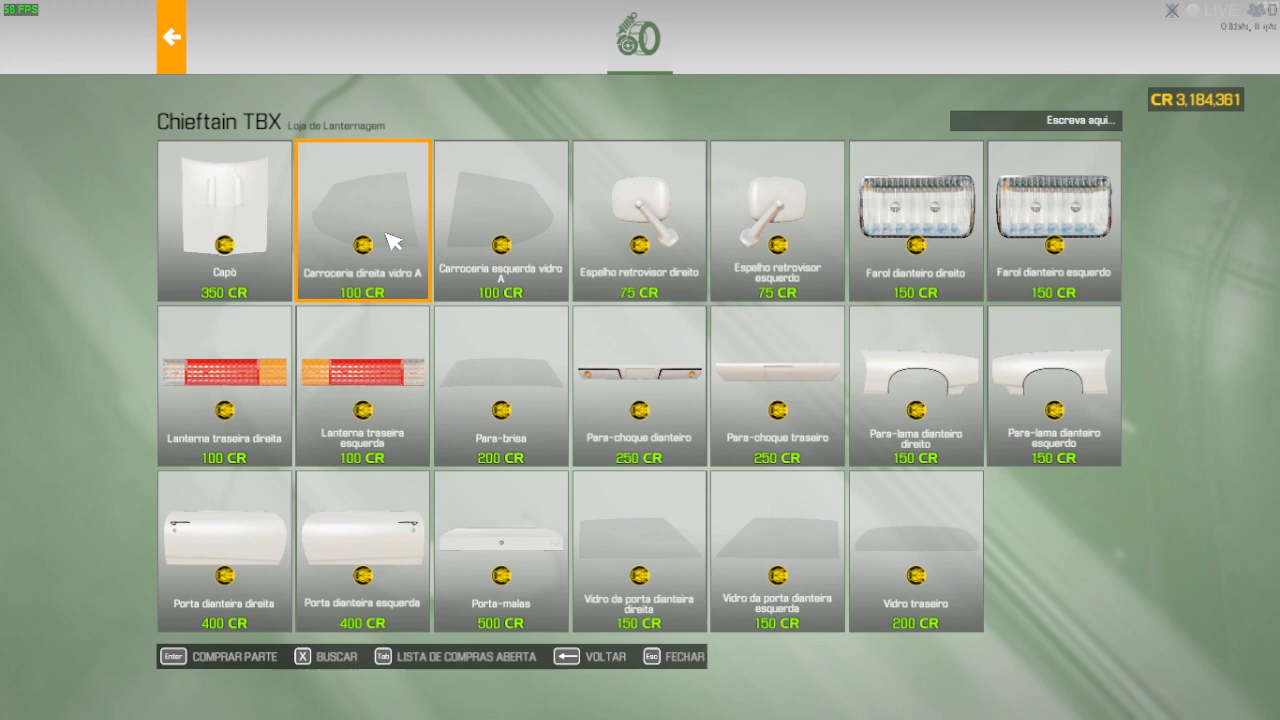 56 FPS
LIVE
CR 3,184,361
Chieftain TBX Loja de Lanternagem
Escreva aqui...
Capô
350 CR
Carroceria direita vidro A
100 CR
Carroceria esquerda vidro
A
100 CR
Espelho retrovisor direito
75 CR
Espelho retrovisor
esquerdo
75 CR
Farol dianteiro direito
150 CR
Farol dianteiro esquerdo
150 CR
Lanterna traseira direita
100 CR
Lanterna traseira
esquerda
100 CR
Para-brisa
200 CR
Para-choque dianteiro
250 CR
Para-choque traseiro
250 CR
Para-lama dianteiro
direito
150 CR
Para-lama dianteiro
esquerdo
150 CR
Porta dianteira direita
400 CR
Porta dianteira esquerda
400 CR
Porta-malas
500 CR
Vidro da porta dianteira
direita
150 CR
Vidro da porta dianteira
esquerda
150 CR
Vidro traseiro
200 CR
Enter COMPRAR PARTE X BUSCAR Tab LISTA DE COMPRAS ABERTA VOLTAR Esc FECHAR